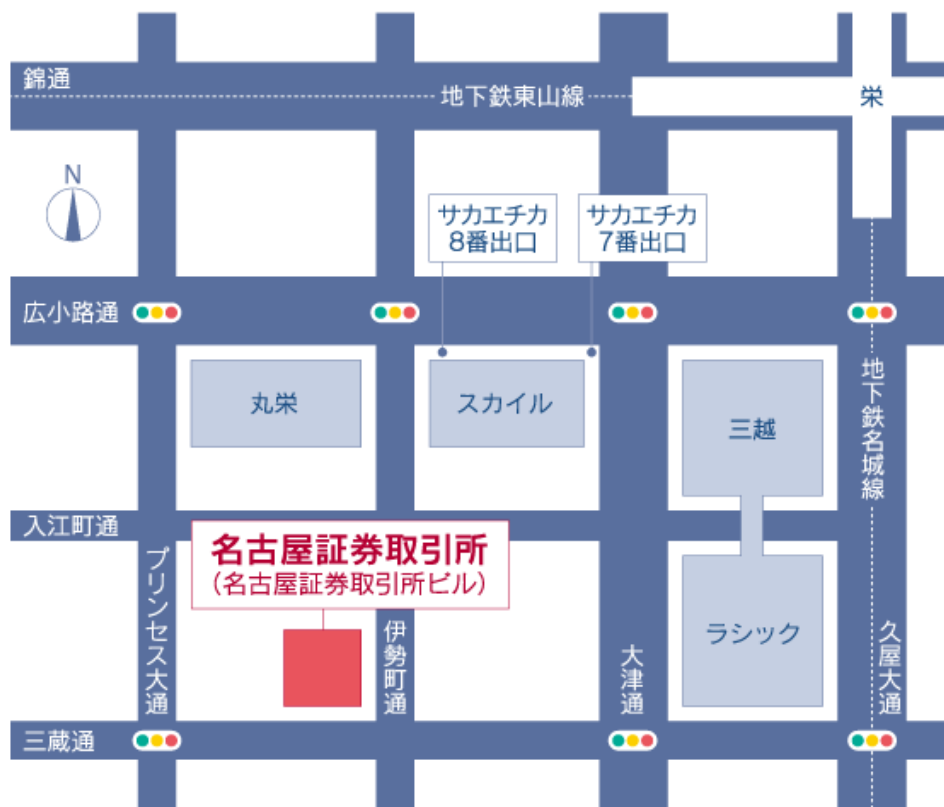 錦通
地下鉄東山線
栄
N
サカエチカ
8番出口
サカエチカ
7番出口
広小路通
丸栄
スカイル
三越
地下鉄名城線
入江町通
名古屋証券取引所
(名古屋証券取引所ビル)
プリンセス大通
伊勢町通
大津通
ラシック
久屋大通
三蔵通